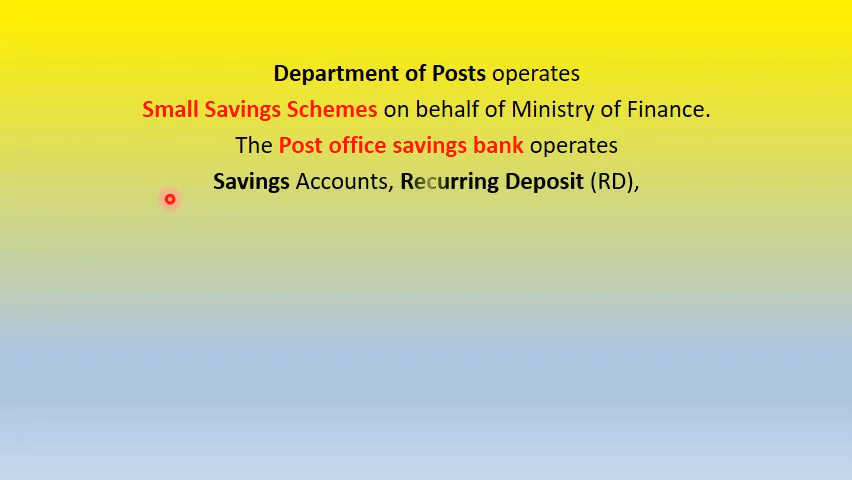 Department of Posts operates
Small Savings Schemes on behalf of Ministry of Finance.
The Post office savings bank operates
Savings Accounts, Recurring Deposit (RD),